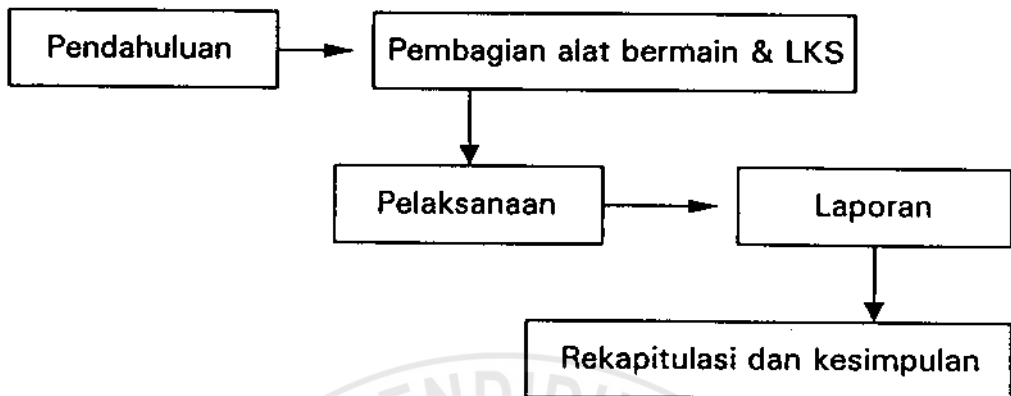 Pendahuluan
Pembagian alat bermain & LKS
Pelaksanaan
Laporan
Rekapitulasi dan kesimpulan